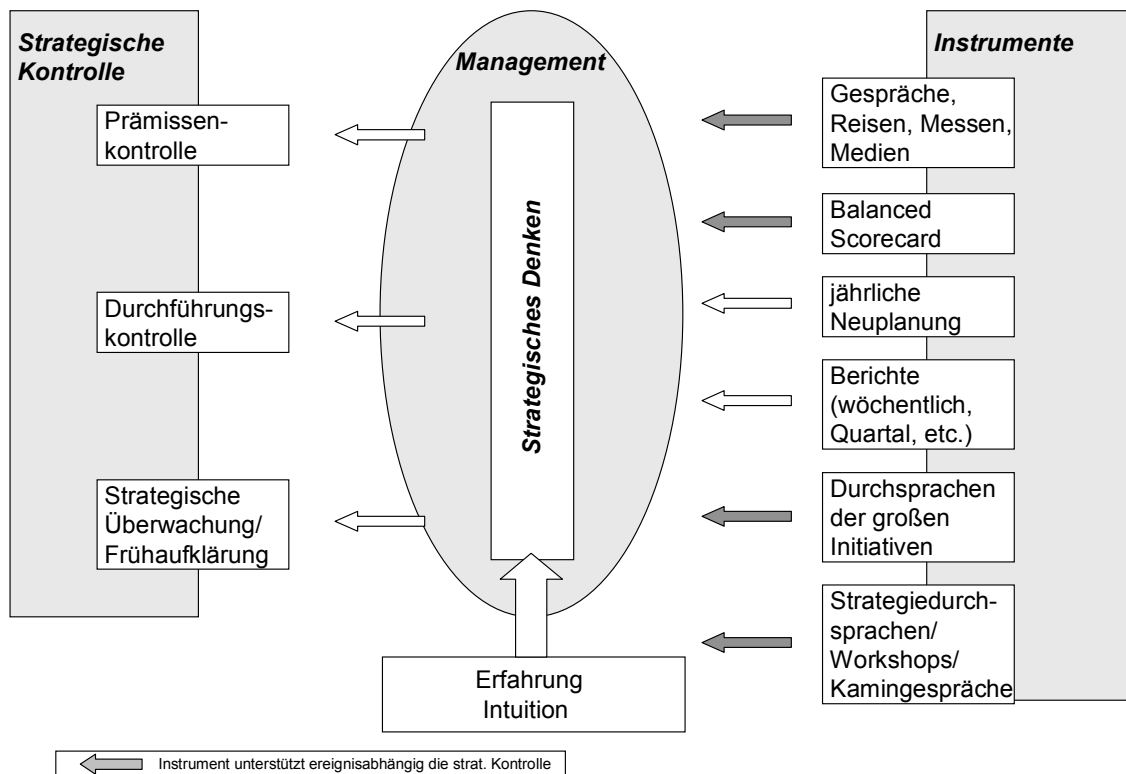 Strategische
Kontrolle
Prämissen-
kontrolle
Durchführungs-
kontrolle
Strategische
Überwachung/
Frühaufklärung
Management
Strategisches Denken
Erfahrung
Intuition
Instrumente
Gespräche,
Reisen, Messen,
Medien
Balanced
Scorecard
jährliche
Neuplanung
Berichte
(wöchentlich,
Quartal, etc.)
Durchsprachen
der großen
Initiativen
Strategiedurch-
sprachen/
Workshops/
Kamingespräche
Instrument unterstützt ereignisabhängig die strat. Kontrolle